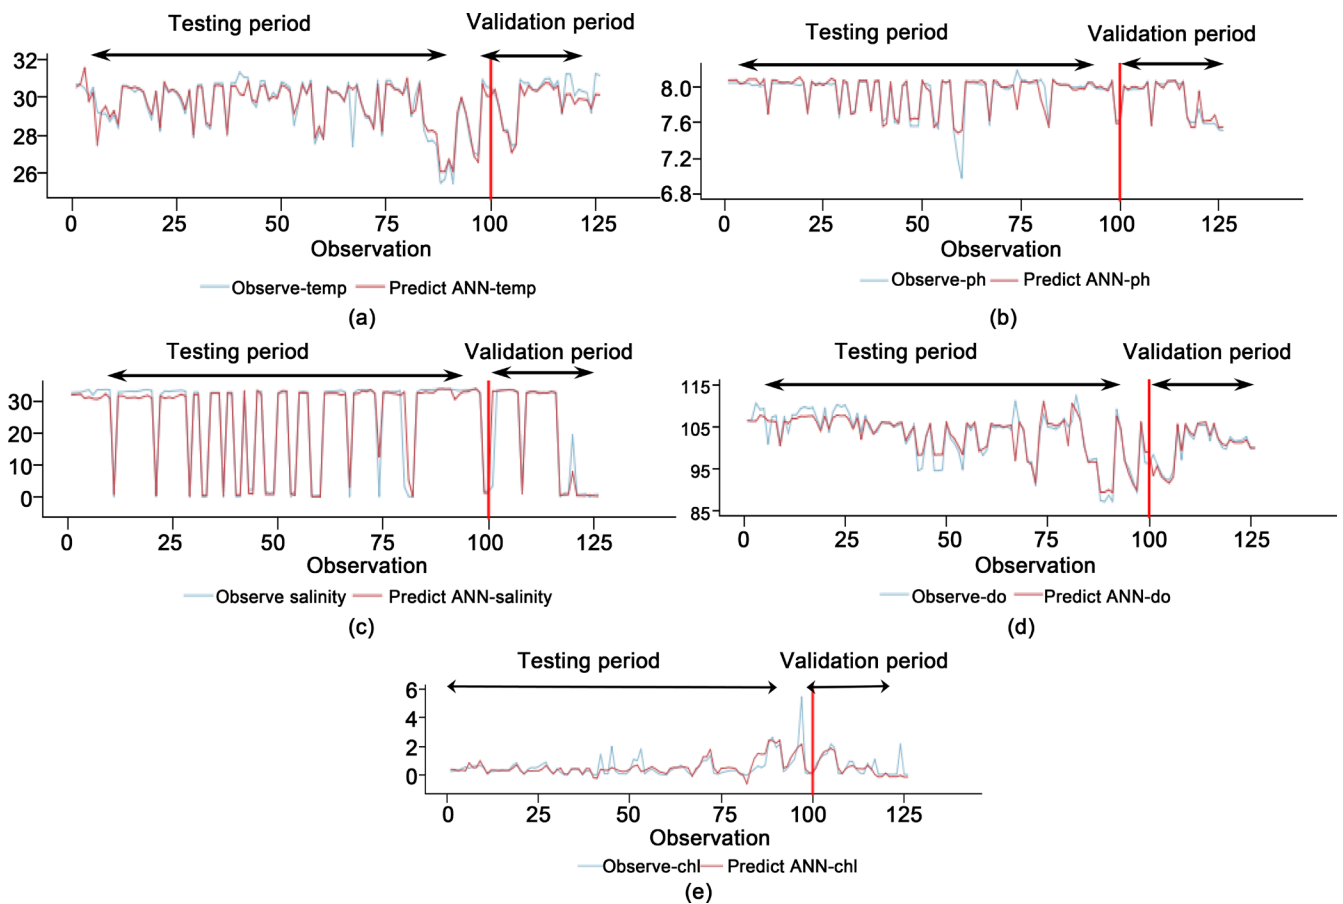 Testing period Validation period
32
30
28
26
0 25 50 75 100 125
Observation
Observe-temp Predict ANN-temp
(a)
Testing period Validation period
8.0
7.6
7.2
6.8
0 25 50 75 100 125
Observation
Observe-ph Predict ANN-ph
(b)
Testing period Validation period
30
20
10
0
0 25 50 75 100 125
Observation
Observe salinity Predict ANN-salinity
(c)
Testing period Validation period
115
105
95
85
0 25 50 75 100 125
Observation
Observe-do Predict ANN-do
(d)
Testing period Validation period
6
4
2
0
0 25 50 75 100 125
Observation
Observe-chl Predict ANN-chl
(e)